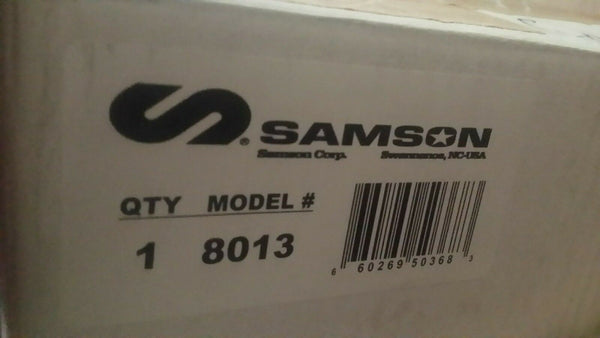 SAMSON
Samson Corp. Swannanoa, NC-USA
QTY MODEL #
1 8013
6 60269 50368 3